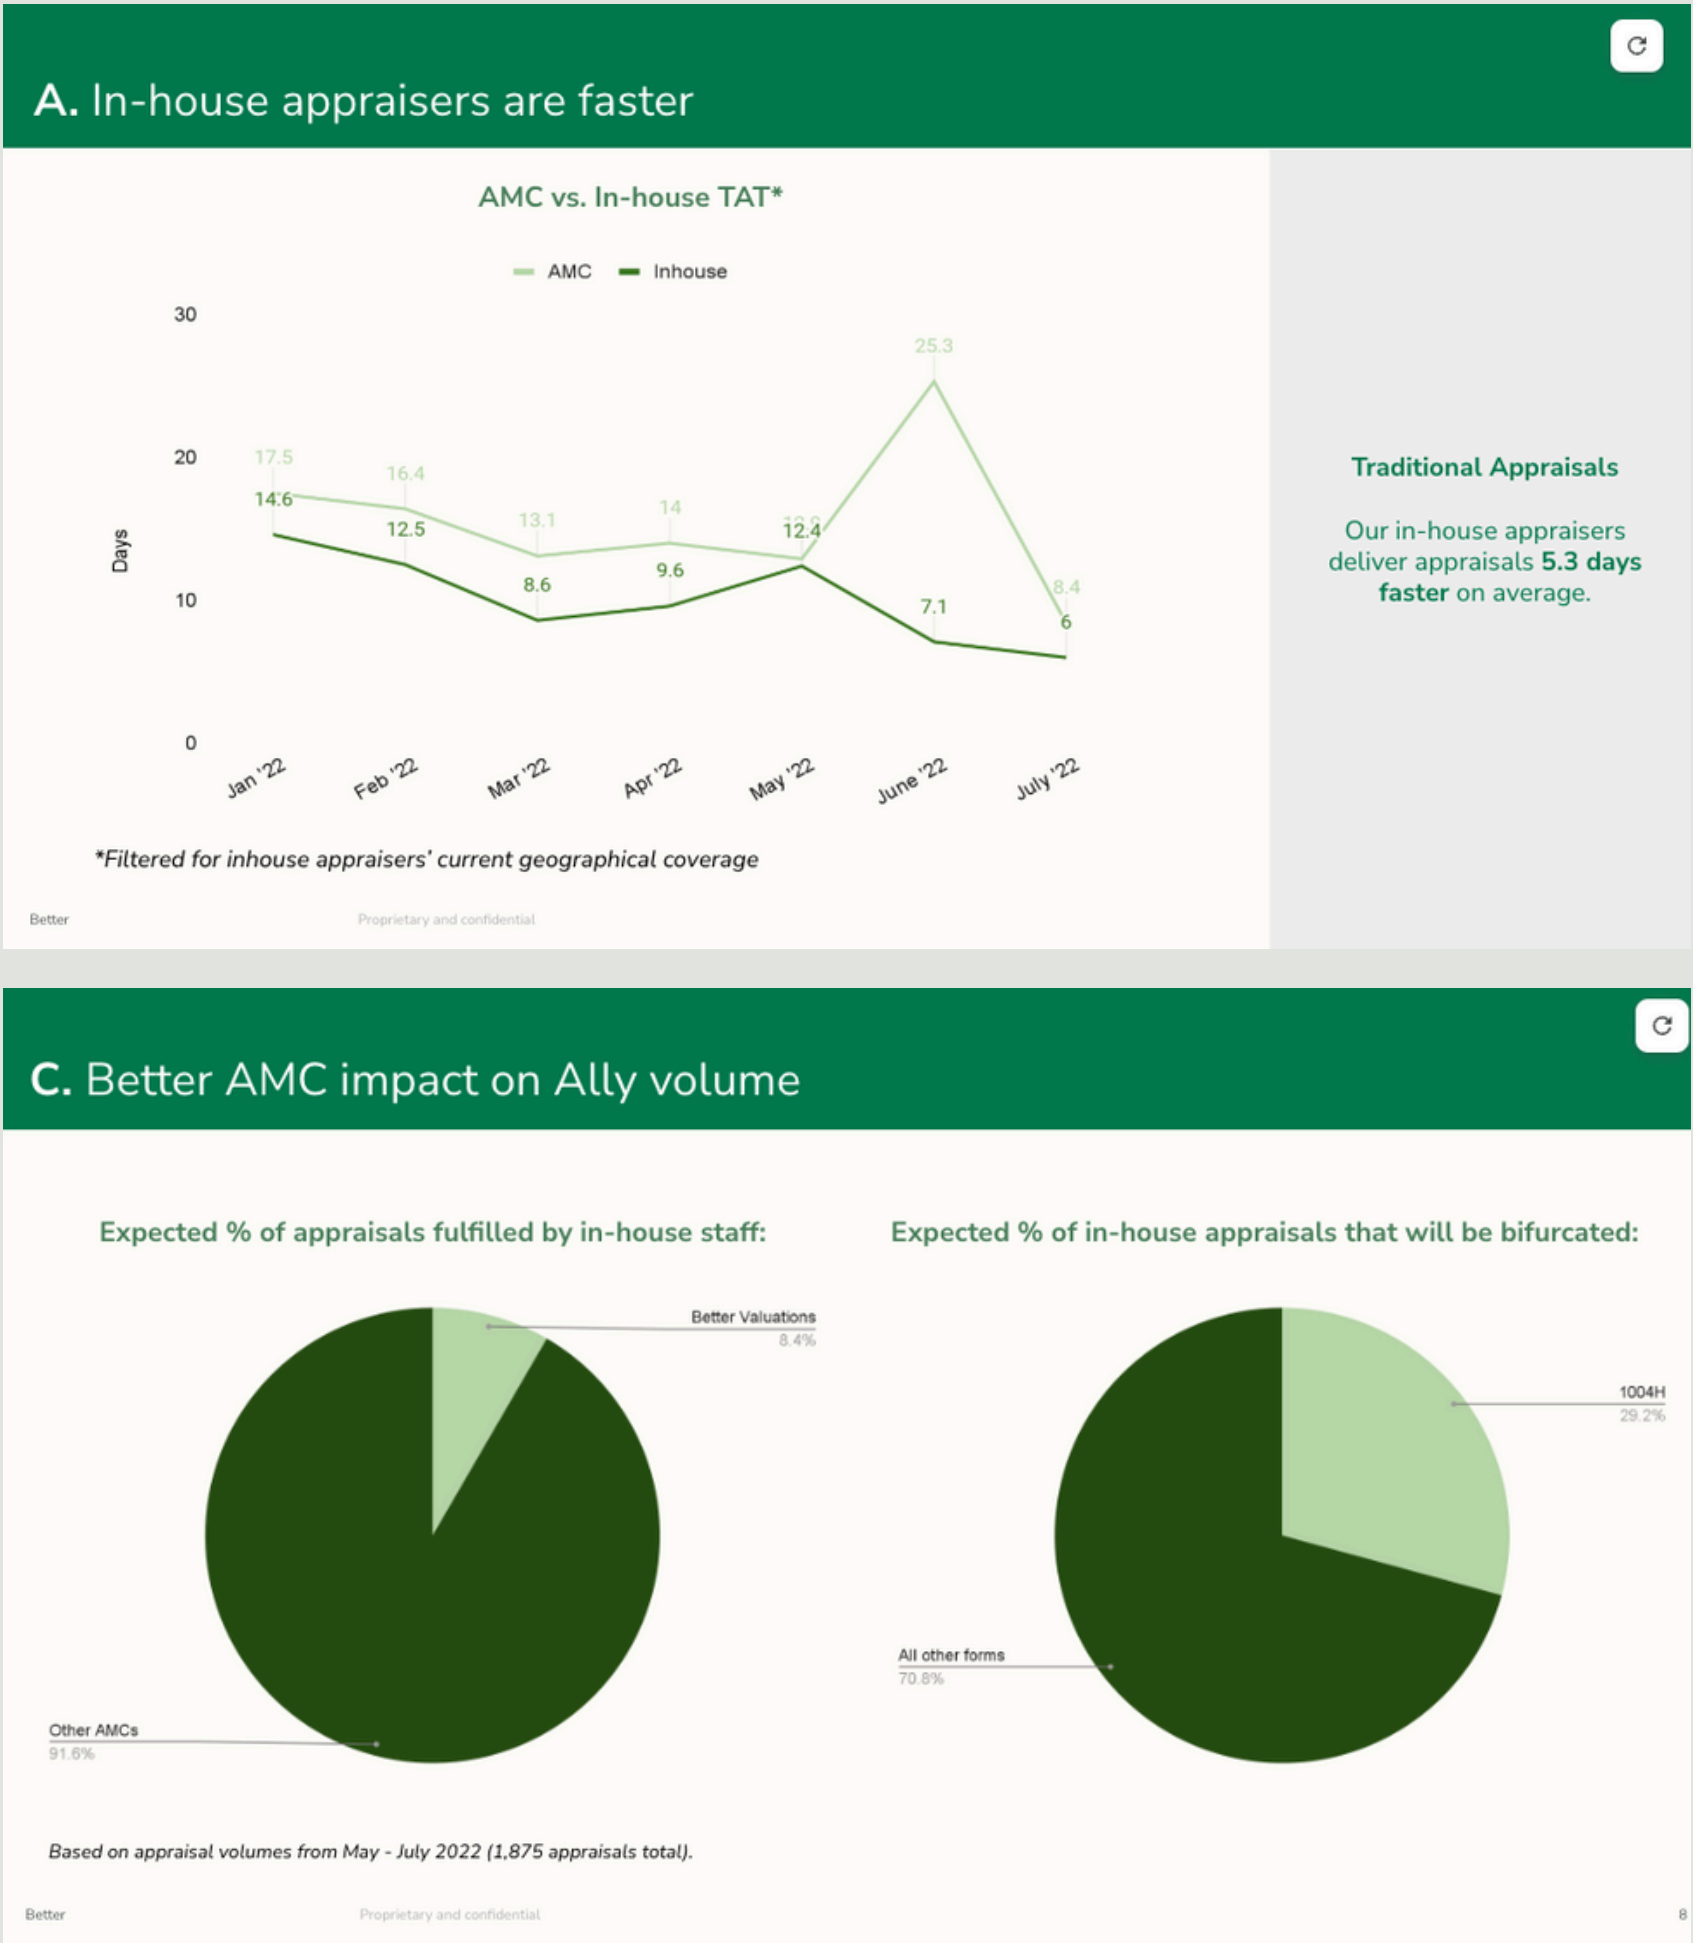 A. In-house appraisers are faster
AMC vs. In-house TAT*
AMC Inhouse
30
20
10
0
Days
17.5
16.4
13.1
14
25.3
8.4
14.6
12.5
8.6
9.6
12.4
7.1
6
Jan '22
Feb '22
Mar '22
Apr '22
May '22
June '22
July '22
*Filtered for inhouse appraisers' current geographical coverage
Traditional Appraisals
Our in-house appraisers
deliver appraisals 5.3 days
faster on average.
Better
Proprietary and confidential
C. Better AMC impact on Ally volume
Expected % of appraisals fulfilled by in-house staff:
Better Valuations
8.4%
Other AMCs
91.6%
Expected % of in-house appraisals that will be bifurcated:
1004H
29.2%
All other forms
70.8%
Based on appraisal volumes from May - July 2022 (1,875 appraisals total).
Better
Proprietary and confidential
8